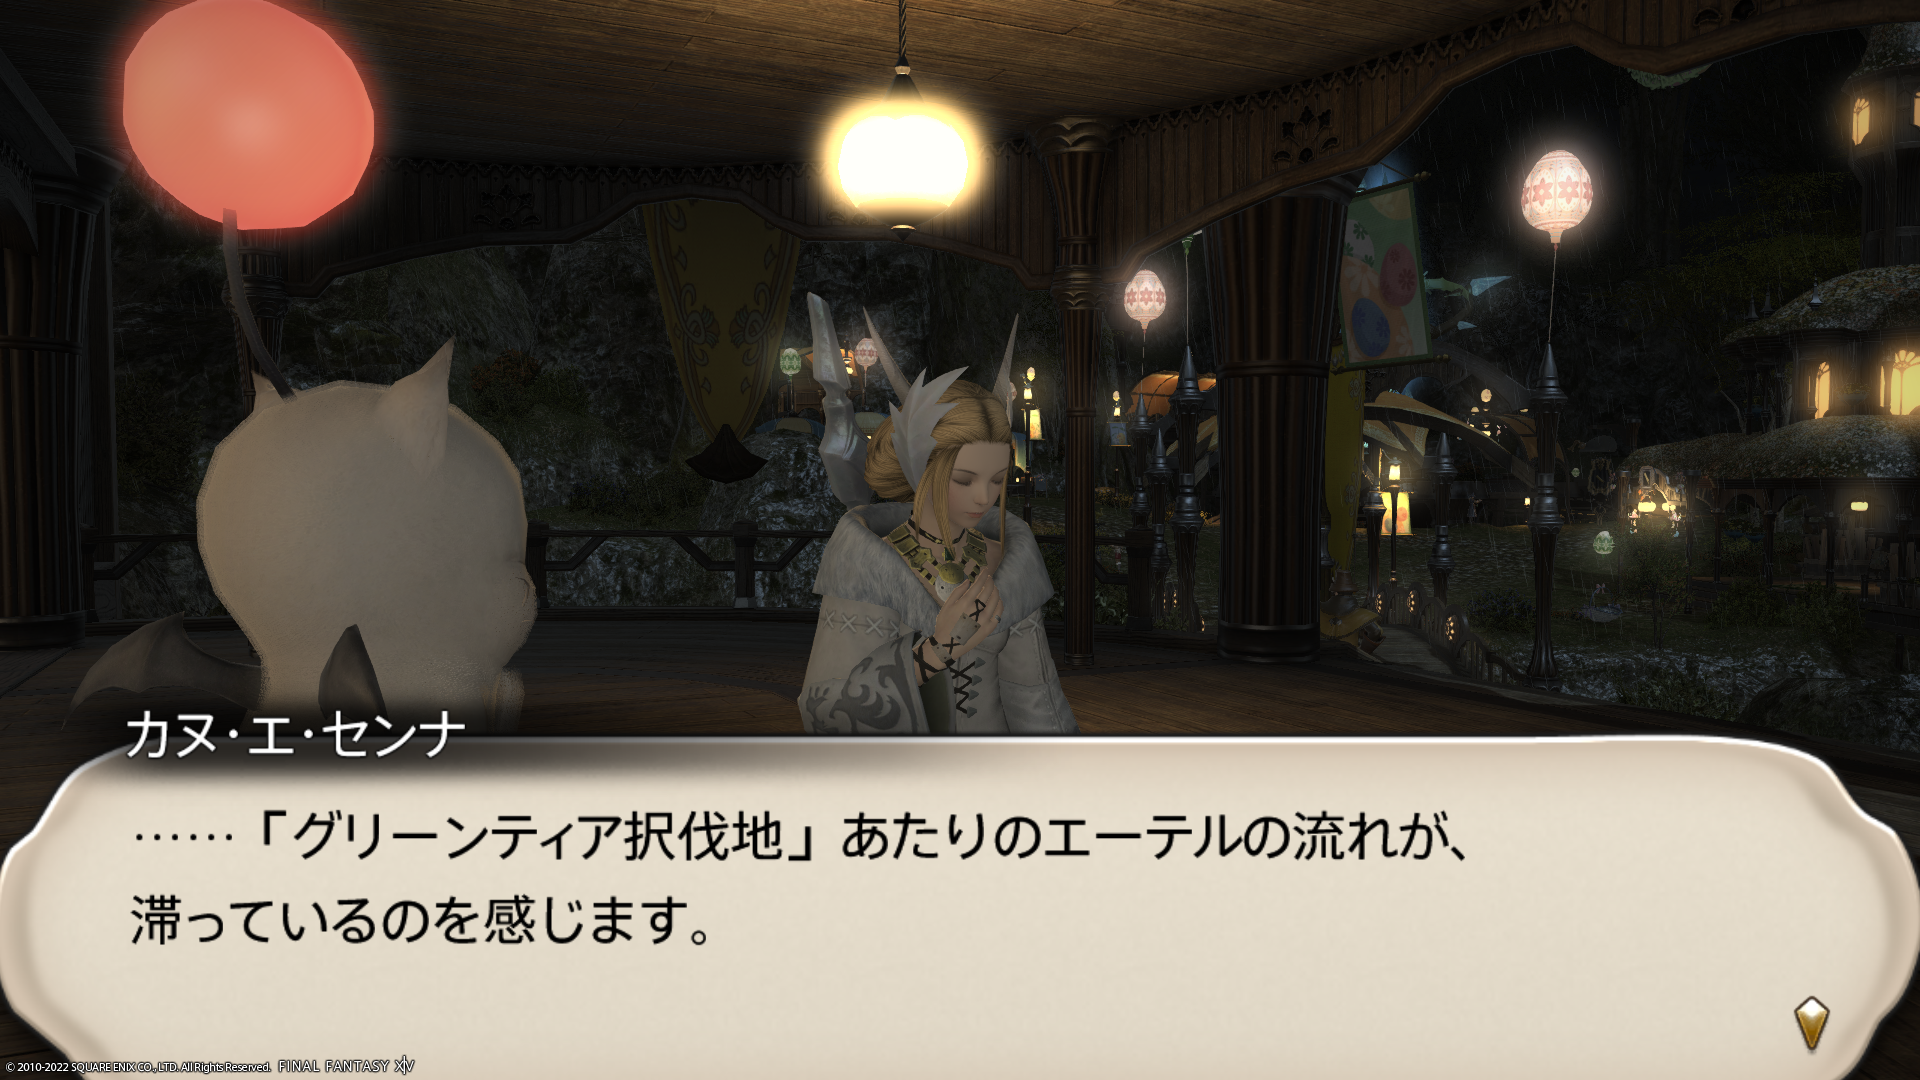 カヌ・エ・センナ
……「グリーンティア択伐地」あたりのエーテルの流れが、
滞っているのを感じます。
© 2010-2022 SQUARE ENIX CO., LTD. All Rights Reserved. FINAL FANTASY XIV